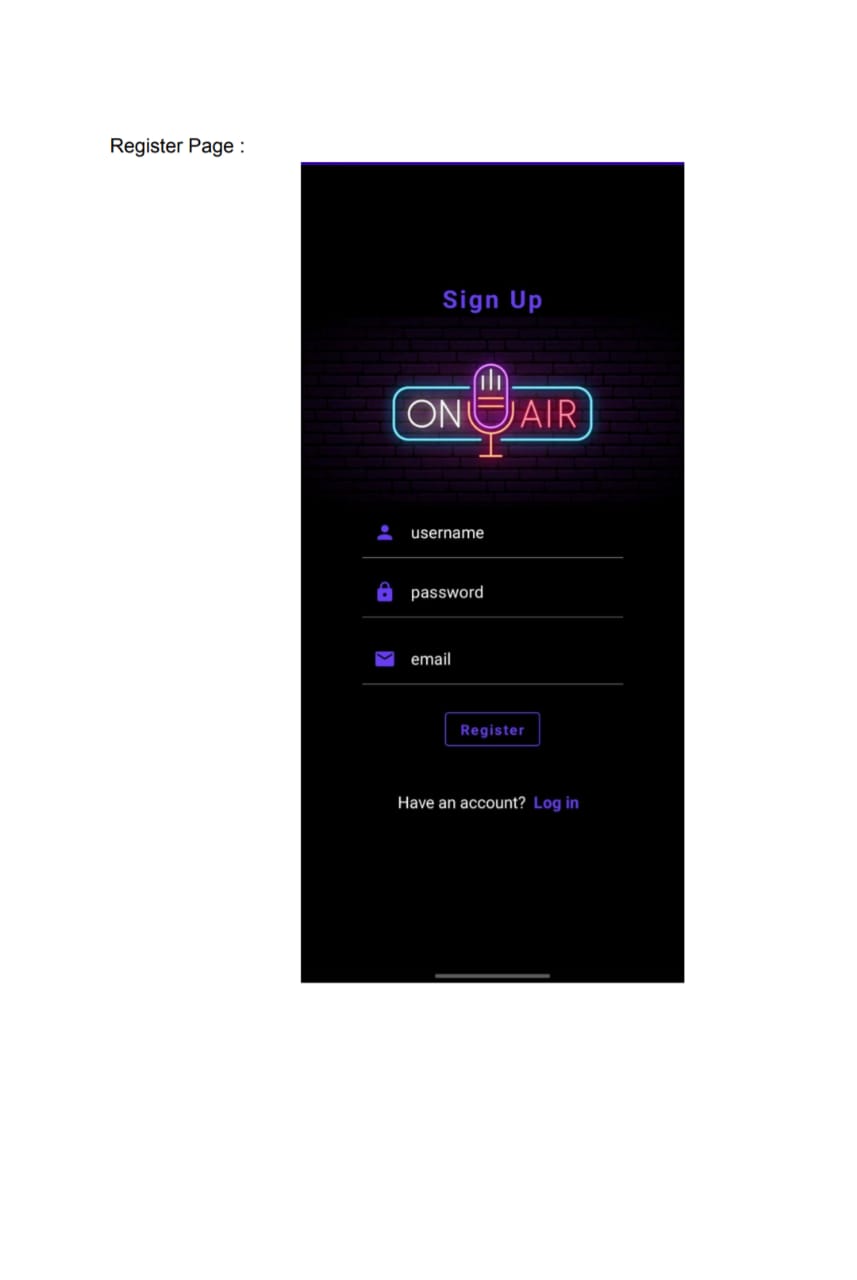 Register Page :
Sign Up
ON AIR
username
password
email
Register
Have an account? Log in